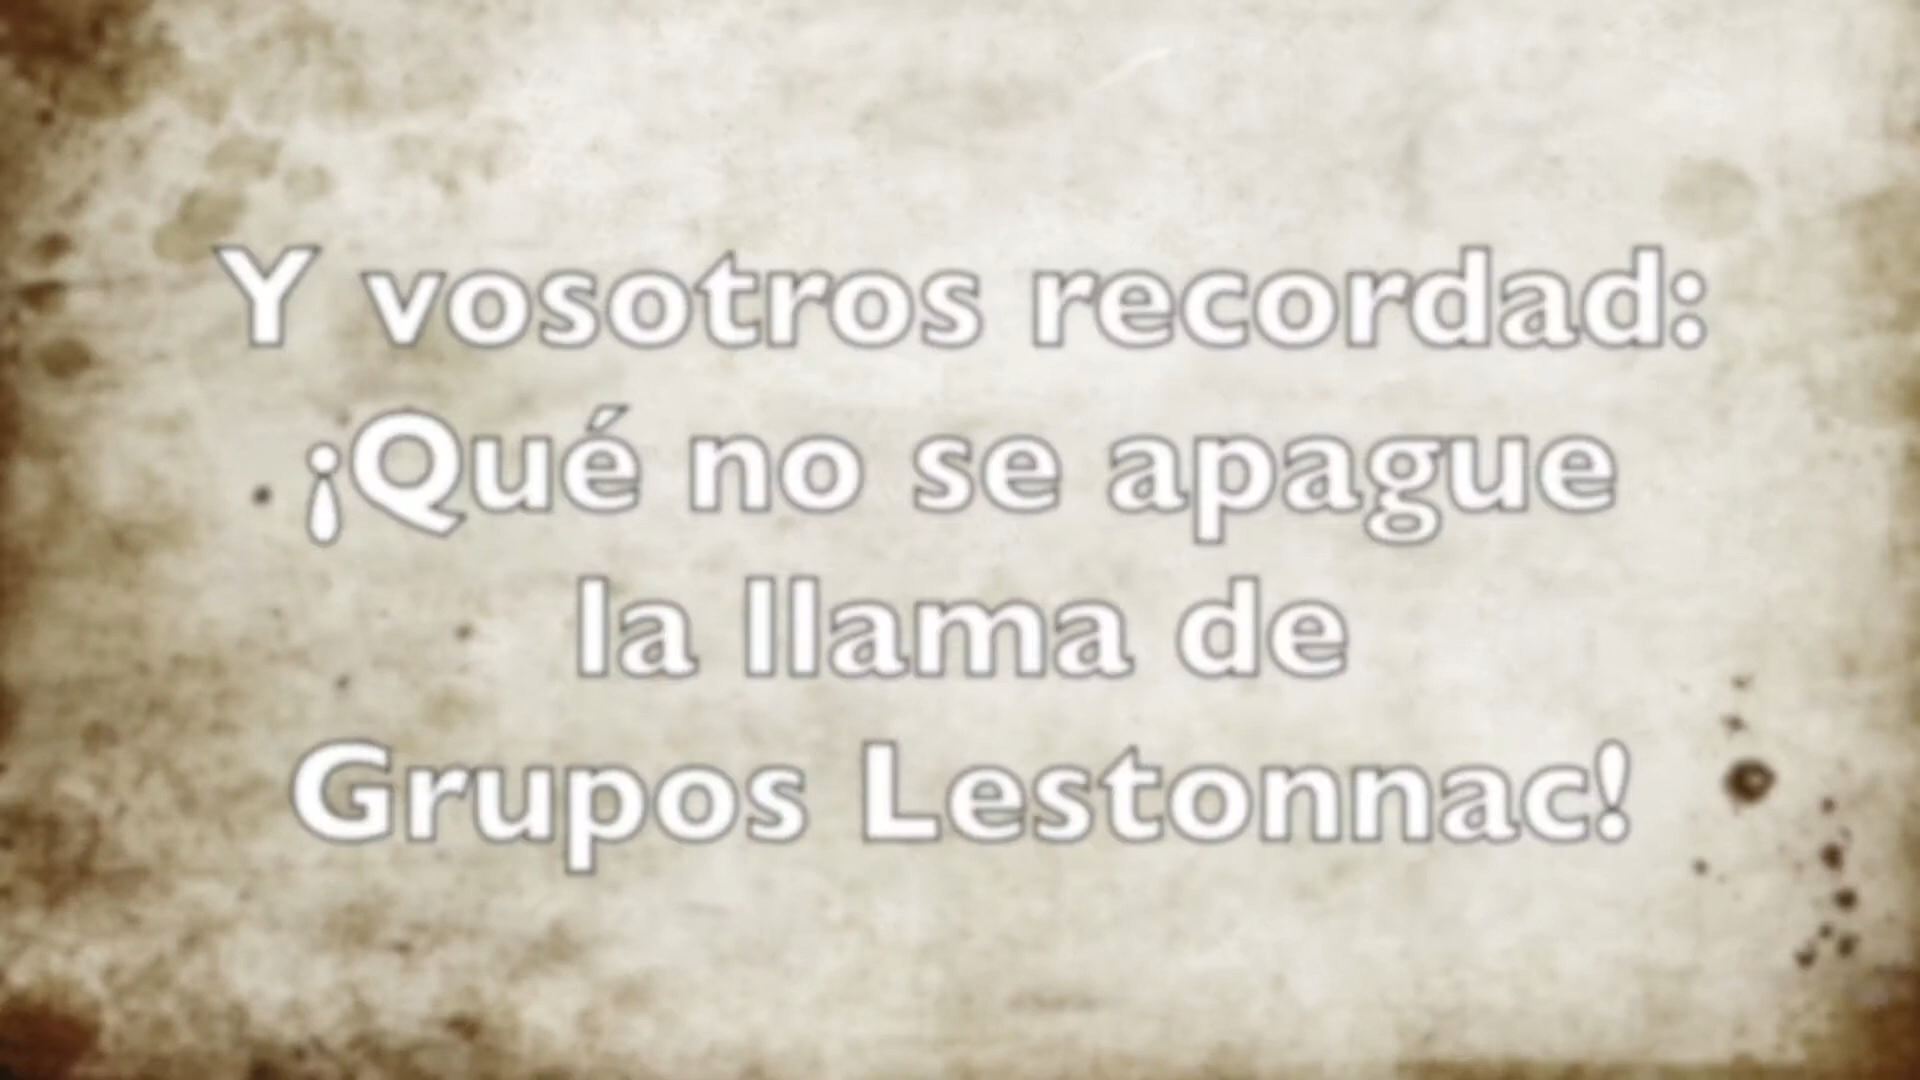 Y vosotros recordad:
¡Qué no se apague
la llama de
Grupos Lestonnac!